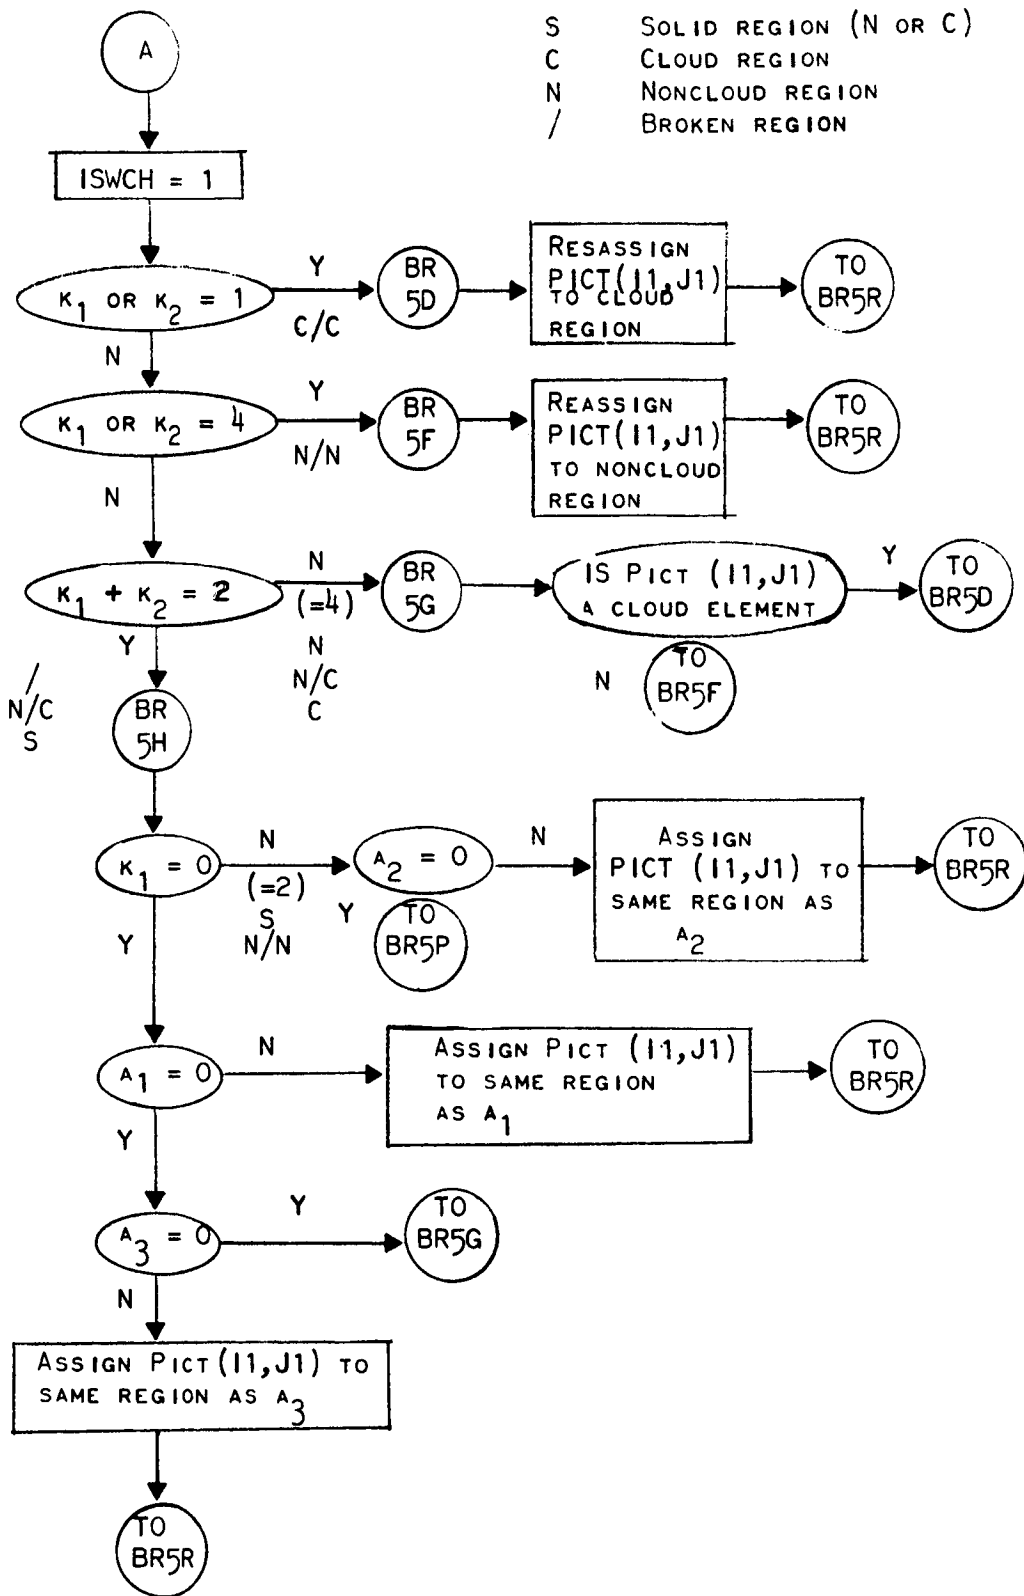 S SOLID REGION (N OR C)
C CLOUD REGION
N NONCLOUD REGION
/ BROKEN REGION
A
ISWCH = 1
K1 OR K2 = 1
Y
C/C
BR
5D
RESASSIGN
PICT(I1,J1)
TO CLOUD
REGION
TO
BR5R
N
K1 OR K2 = 4
Y
N/N
BR
5F
REASSIGN
PICT(I1,J1)
TO NONCLOUD
REGION
TO
BR5R
N
K1 + K2 = 2
N
(=4)
N
N/C
C
BR
5G
IS PICT (I1,J1)
A CLOUD ELEMENT
Y
TO
BR5D
N
TO
BR5F
Y
/
N/C
S
BR
5H
K1 = 0
N
(=2)
S
N/N
A2 = 0
Y
TO
BR5P
N
ASSIGN
PICT (I1,J1) TO
SAME REGION AS
A2
TO
BR5R
Y
A1 = 0
N
ASSIGN PICT (I1,J1)
TO SAME REGION
AS A1
TO
BR5R
Y
A3 = 0
Y
TO
BR5G
N
ASSIGN PICT(I1,J1) TO
SAME REGION AS A3
TO
BR5R